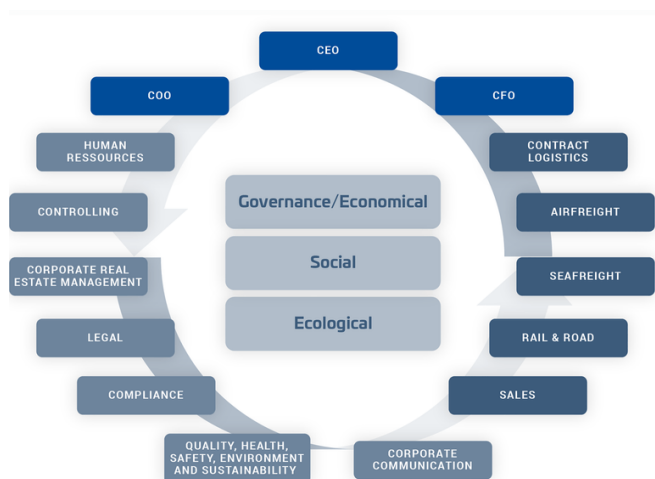 CEO
COO
CFO
HUMAN
RESSOURCES
CONTRACT
LOGISTICS
Governance/Economical
CONTROLLING
AIRFREIGHT
Social
CORPORATE REAL
ESTATE MANAGEMENT
SEAFREIGHT
Ecological
LEGAL
RAIL & ROAD
COMPLIANCE
SALES
QUALITY, HEALTH,
SAFETY, ENVIRONMENT
AND SUSTAINABILITY
CORPORATE
COMMUNICATION